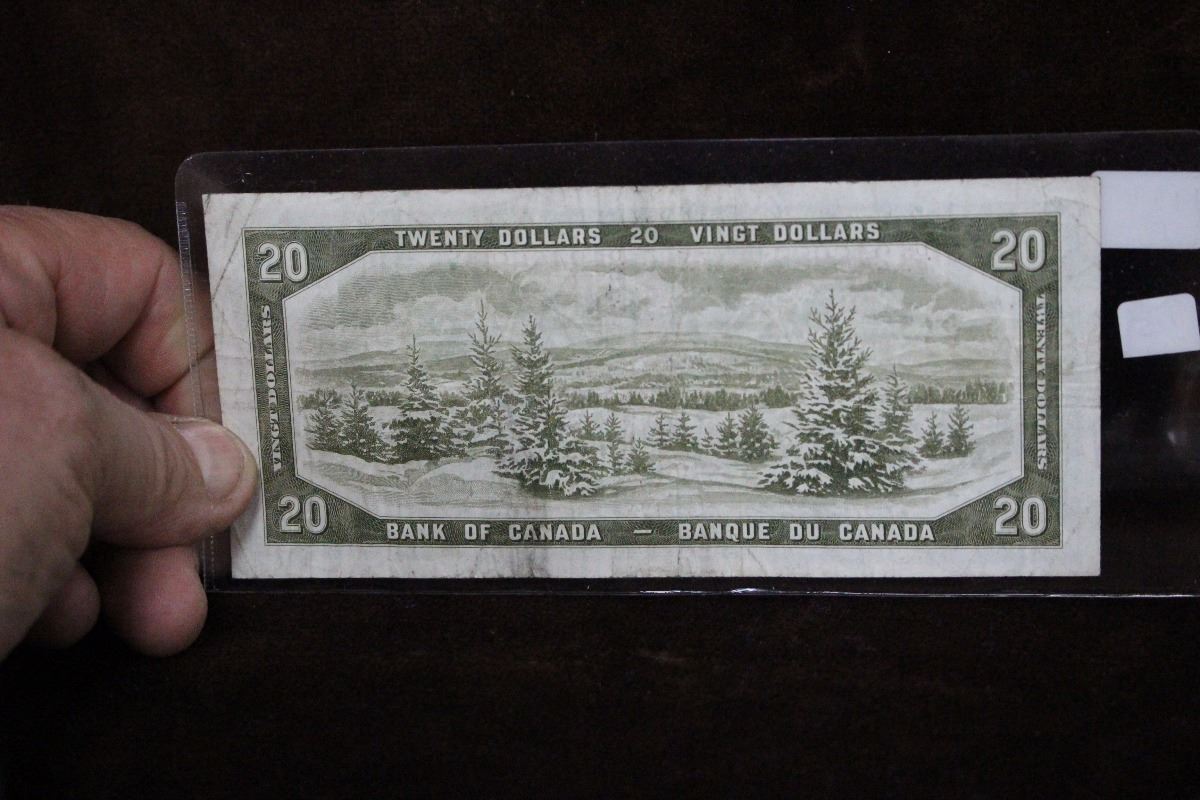 TWENTY DOLLARS 20 VINGT DOLLARS
20
20
VINGT DOLLARS
TWENTY DOLLARS
20
20
BANK OF CANADA — BANQUE DU CANADA